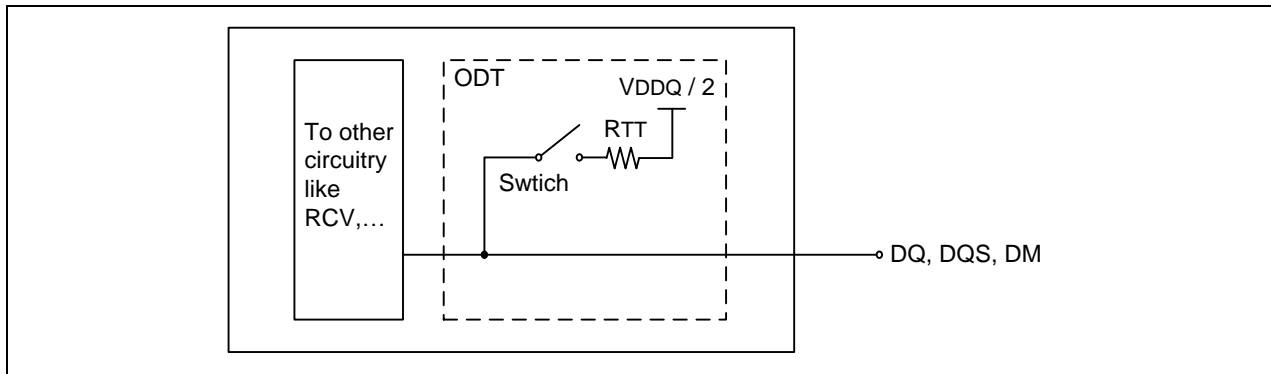 ODT
VDDQ / 2
RTT
Swtich
To other
circuitry
like
RCV,…
DQ, DQS, DM